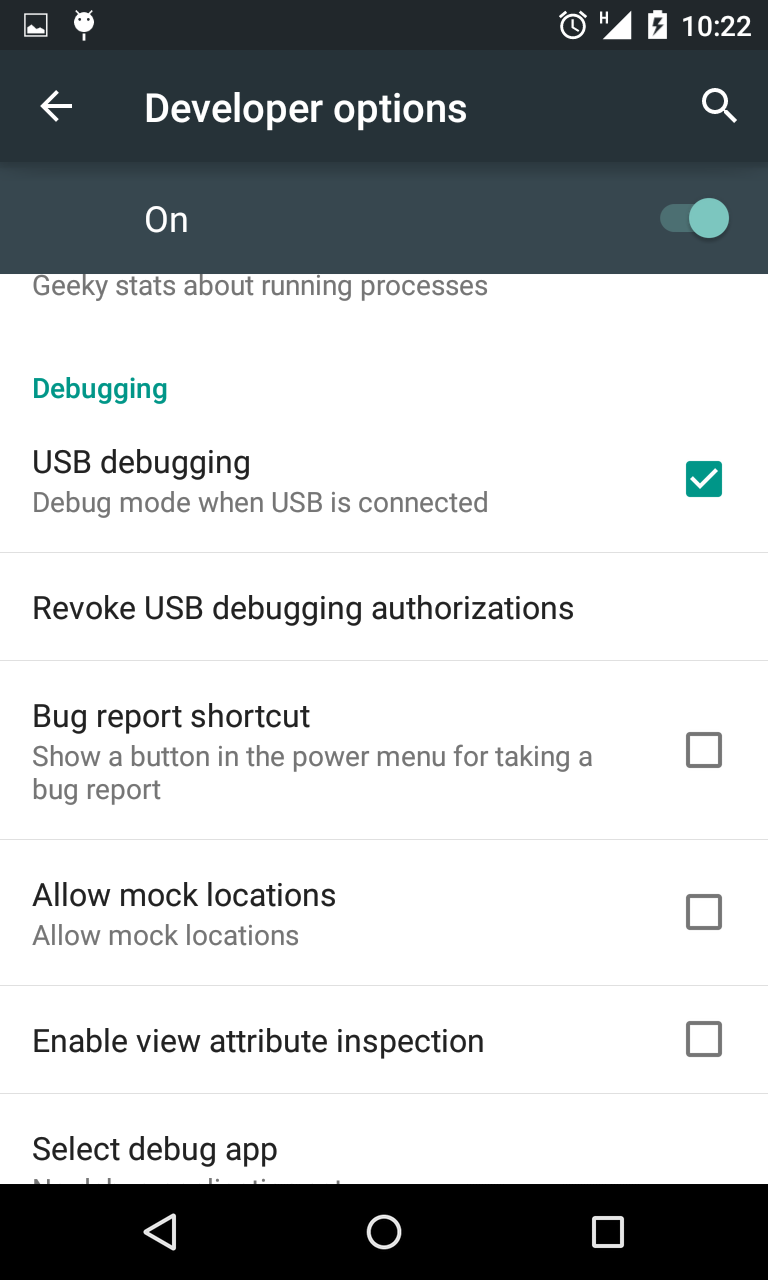 H 10:22
Developer options
On
Geeky stats about running processes
Debugging
USB debugging
Debug mode when USB is connected
Revoke USB debugging authorizations
Bug report shortcut
Show a button in the power menu for taking a
bug report
Allow mock locations
Allow mock locations
Enable view attribute inspection
Select debug app